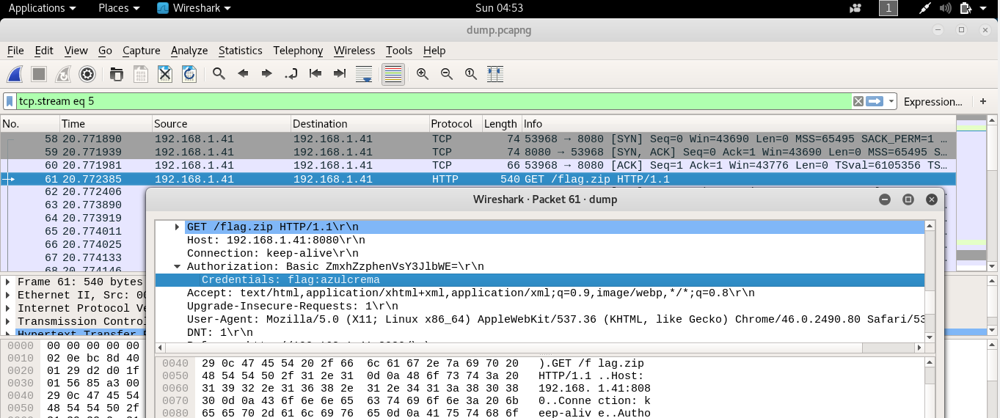 Applications Places Wireshark Sun 04:53 1
dump.pcapng
File Edit View Go Capture Analyze Statistics Telephony Wireless Tools Help
tcp.stream eq 5 Expression... +
No. Time Source Destination Protocol Length Info
58 20.771890 192.168.1.41 192.168.1.41 TCP 74 53968 → 8080 [SYN] Seq=0 Win=43690 Len=0 MSS=65495 SACK_PERM=1 ...
59 20.771939 192.168.1.41 192.168.1.41 TCP 74 8080 → 53968 [SYN, ACK] Seq=0 Ack=1 Win=43690 Len=0 MSS=65495 S...
60 20.771981 192.168.1.41 192.168.1.41 TCP 66 53968 → 8080 [ACK] Seq=1 Ack=1 Win=43776 Len=0 TSval=6105356 TS...
61 20.772385 192.168.1.41 192.168.1.41 HTTP 540 GET /flag.zip HTTP/1.1
62 20.772406
63 20.773890
64 20.773919
65 20.774011
66 20.774025
67 20.774133
68 20.774146
Frame 61: 540 bytes
Ethernet II, Src: 00
Internet Protocol Ve
Transmission Contro
Hypertext Transfer
0000 00 00 00 00 00
0010 02 0e bc 8d 40
0020 01 29 d2 d0 1f
0030 01 56 85 a3 00
0040 29 0c 47 45 54
0050 48 54 54 50 2f
Wireshark · Packet 61 · dump
GET /flag.zip HTTP/1.1\r\n
Host: 192.168.1.41:8080\r\n
Connection: keep-alive\r\n
Authorization: Basic ZmxhZzphenVsY3JlbWE=\r\n
Credentials: flag:azulcrema
Accept: text/html,application/xhtml+xml,application/xml;q=0.9,image/webp,*/*;q=0.8\r\n
Upgrade-Insecure-Requests: 1\r\n
User-Agent: Mozilla/5.0 (X11; Linux x86_64) AppleWebKit/537.36 (KHTML, like Gecko) Chrome/46.0.2490.80 Safari/53
DNT: 1\r\n
0040 29 0c 47 45 54 20 2f 66 6c 61 67 2e 7a 69 70 20 ).GET /f lag.zip
0050 48 54 54 50 2f 31 2e 31 0d 0a 48 6f 73 74 3a 20 HTTP/1.1 ..Host:
0060 31 39 32 2e 31 36 38 2e 31 2e 34 31 3a 38 30 38 192.168. 1.41:808
0070 30 0d 0a 43 6f 6e 6e 65 63 74 69 6f 6e 3a 20 6b 0..Conne ction: k
0080 65 65 70 2d 61 6c 69 76 65 0d 0a 41 75 74 68 6f eep-aliv e..Autho